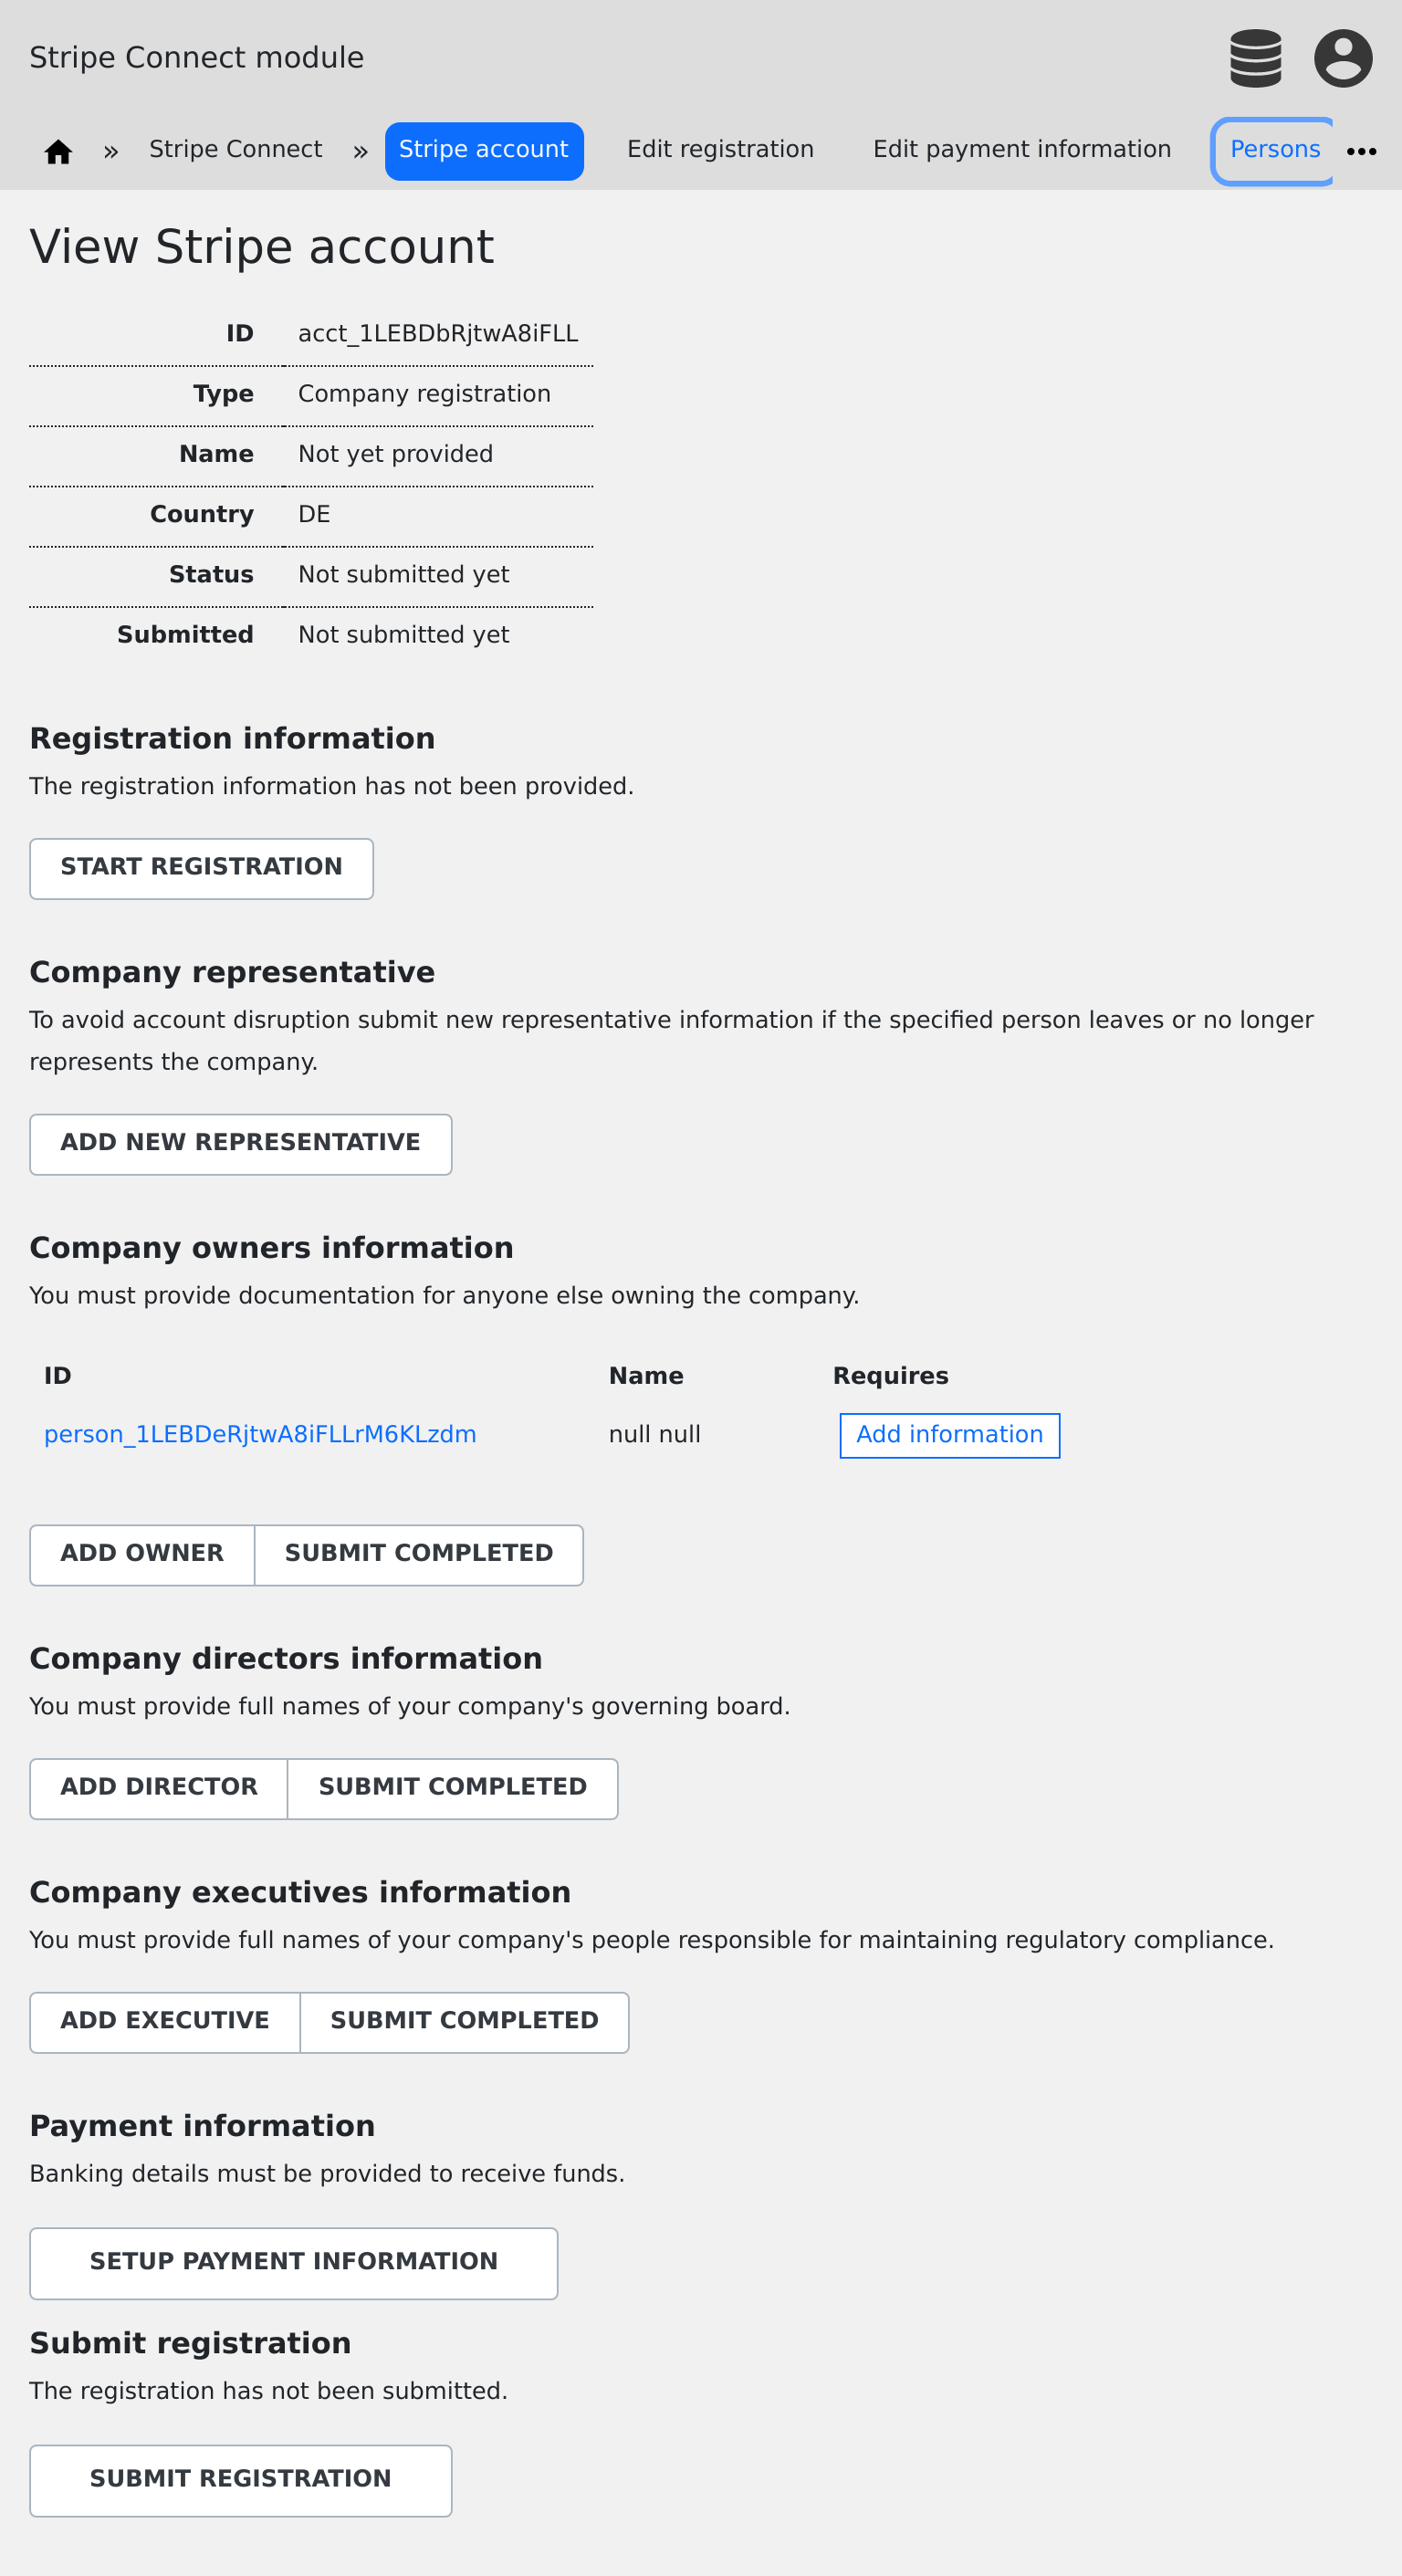 Stripe Connect module
» Stripe Connect » Stripe account Edit registration Edit payment information Persons
View Stripe account
ID acct_1LEBDbRjtwA8iFLL
Type Company registration
Name Not yet provided
Country DE
Status Not submitted yet
Submitted Not submitted yet
Registration information
The registration information has not been provided.
START REGISTRATION
Company representative
To avoid account disruption submit new representative information if the specified person leaves or no longer
represents the company.
ADD NEW REPRESENTATIVE
Company owners information
You must provide documentation for anyone else owning the company.
ID Name Requires
person_1LEBDeRjtwA8iFLLrM6KLzdm null null Add information
ADD OWNER SUBMIT COMPLETED
Company directors information
You must provide full names of your company's governing board.
ADD DIRECTOR SUBMIT COMPLETED
Company executives information
You must provide full names of your company's people responsible for maintaining regulatory compliance.
ADD EXECUTIVE SUBMIT COMPLETED
Payment information
Banking details must be provided to receive funds.
SETUP PAYMENT INFORMATION
Submit registration
The registration has not been submitted.
SUBMIT REGISTRATION